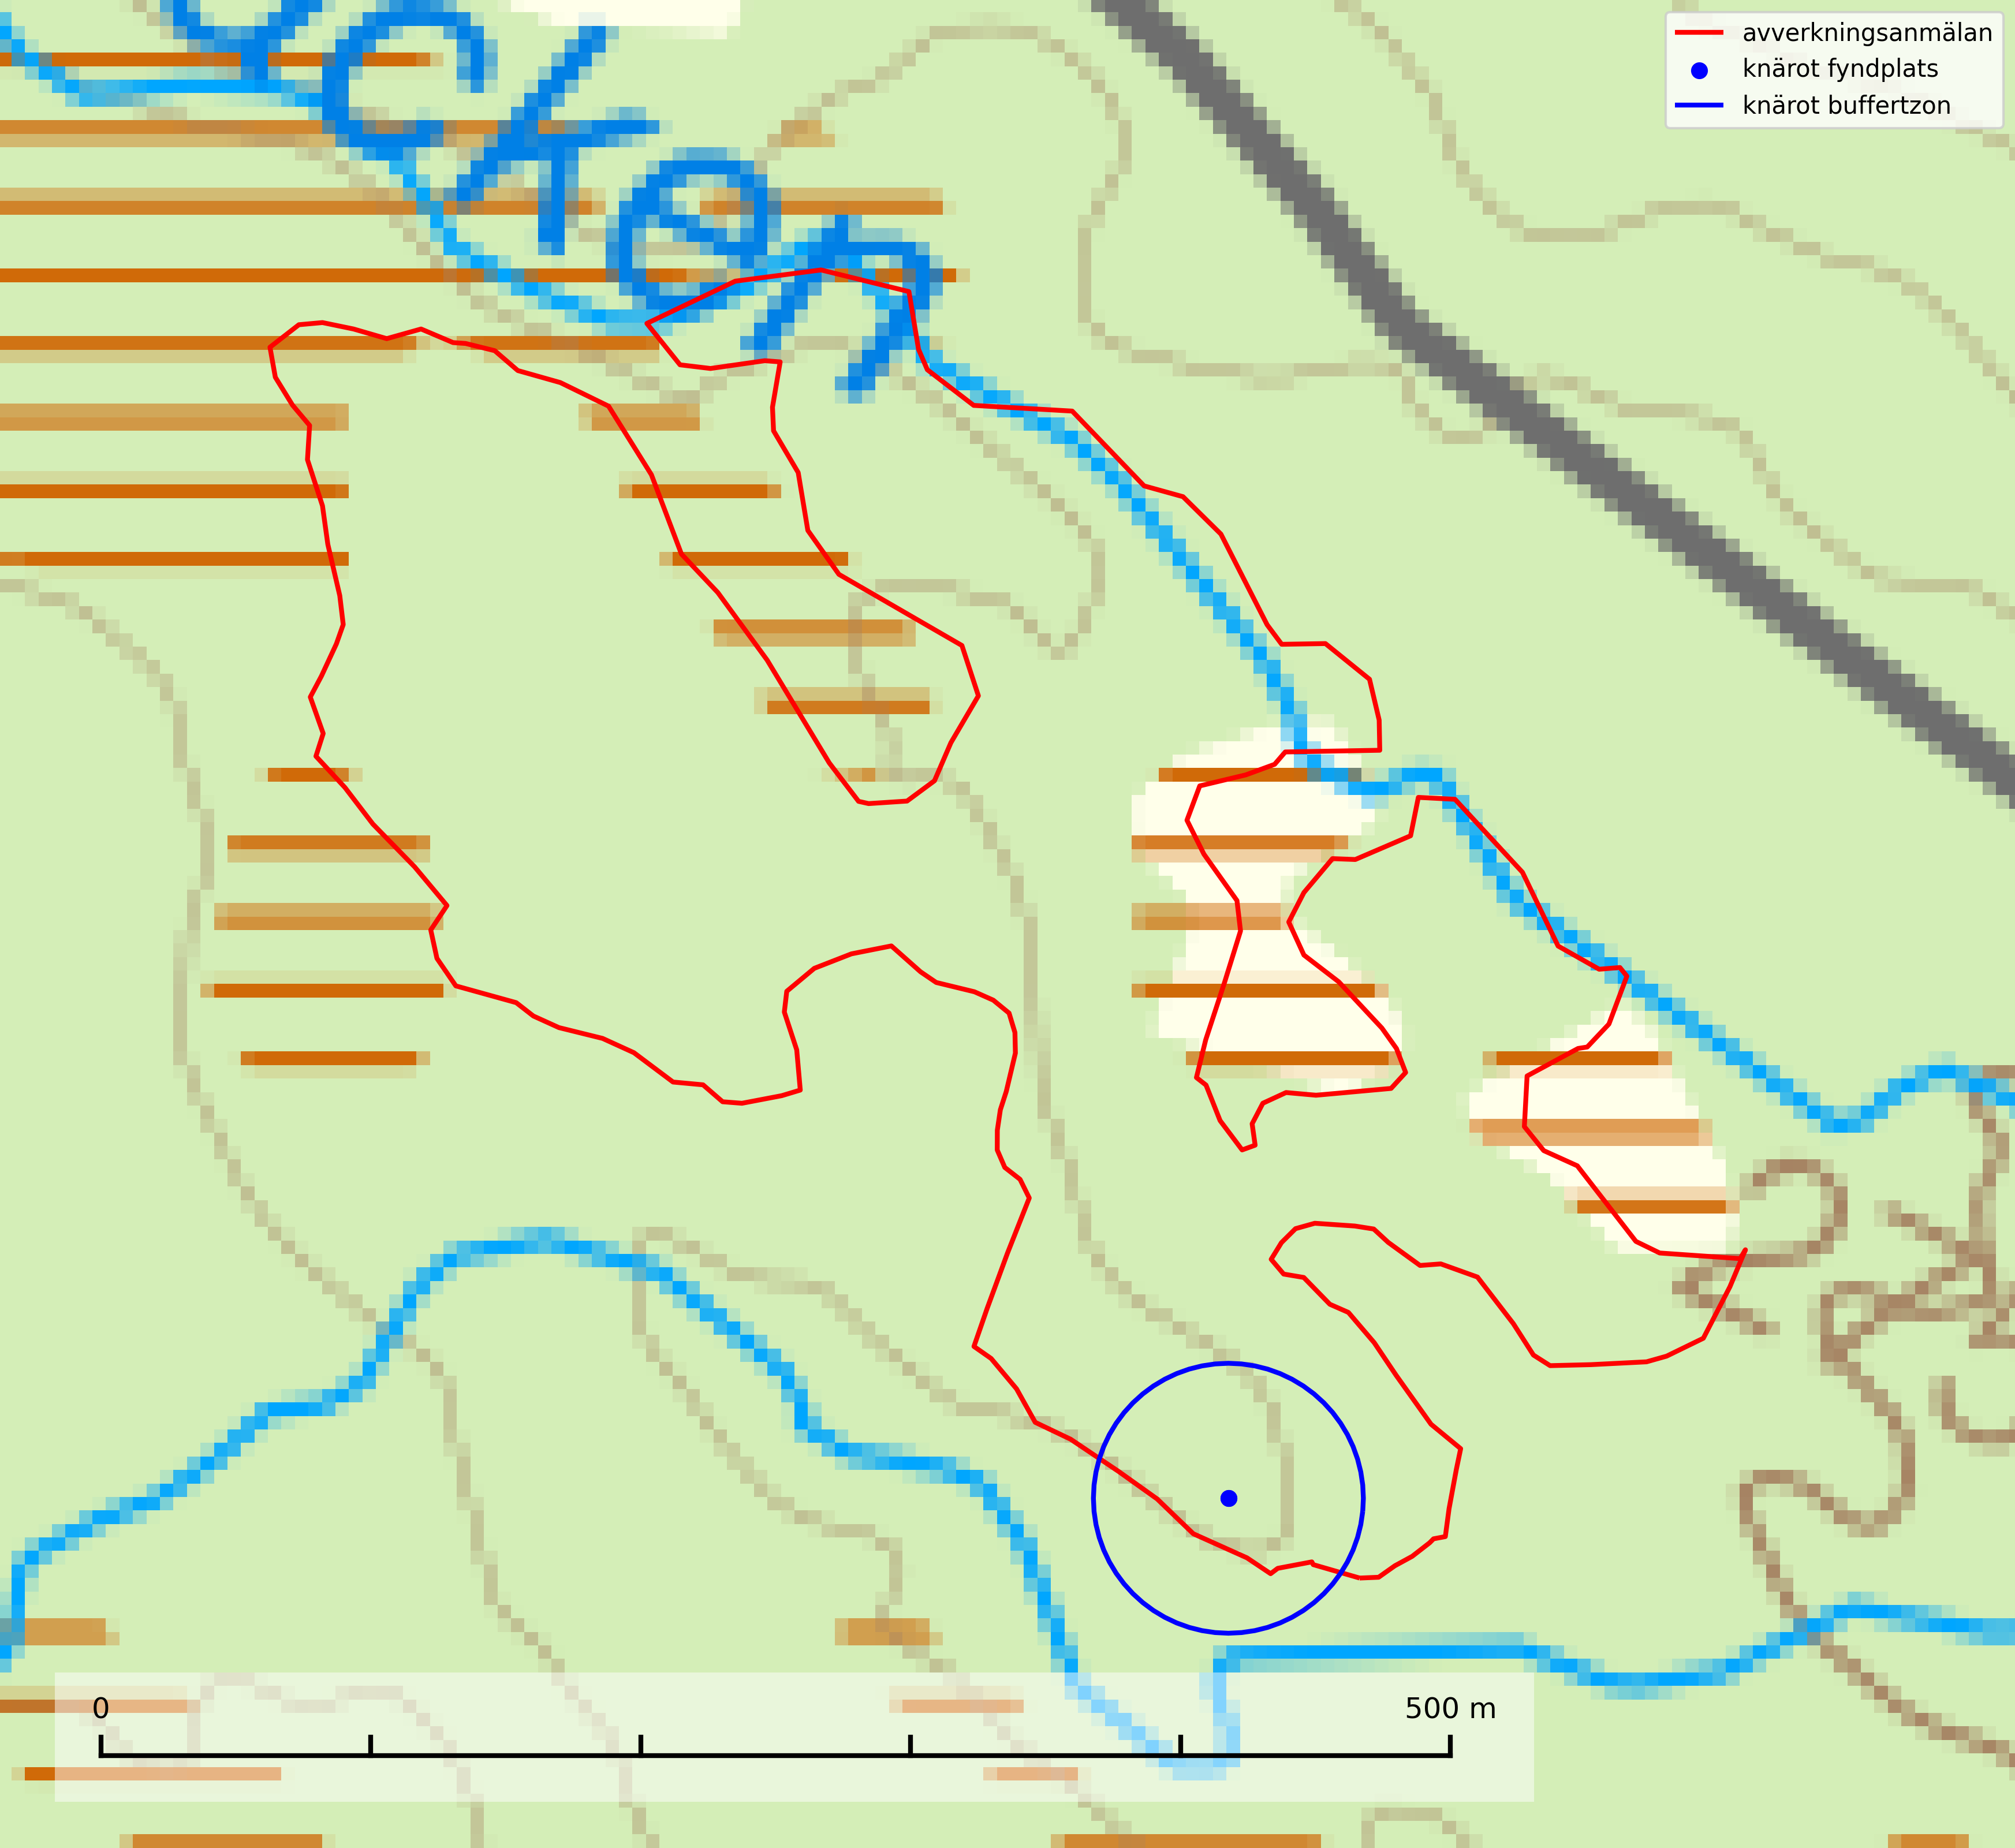 avverkningsanmälan
knärot fyndplats
knärot buffertzon
0 500 m